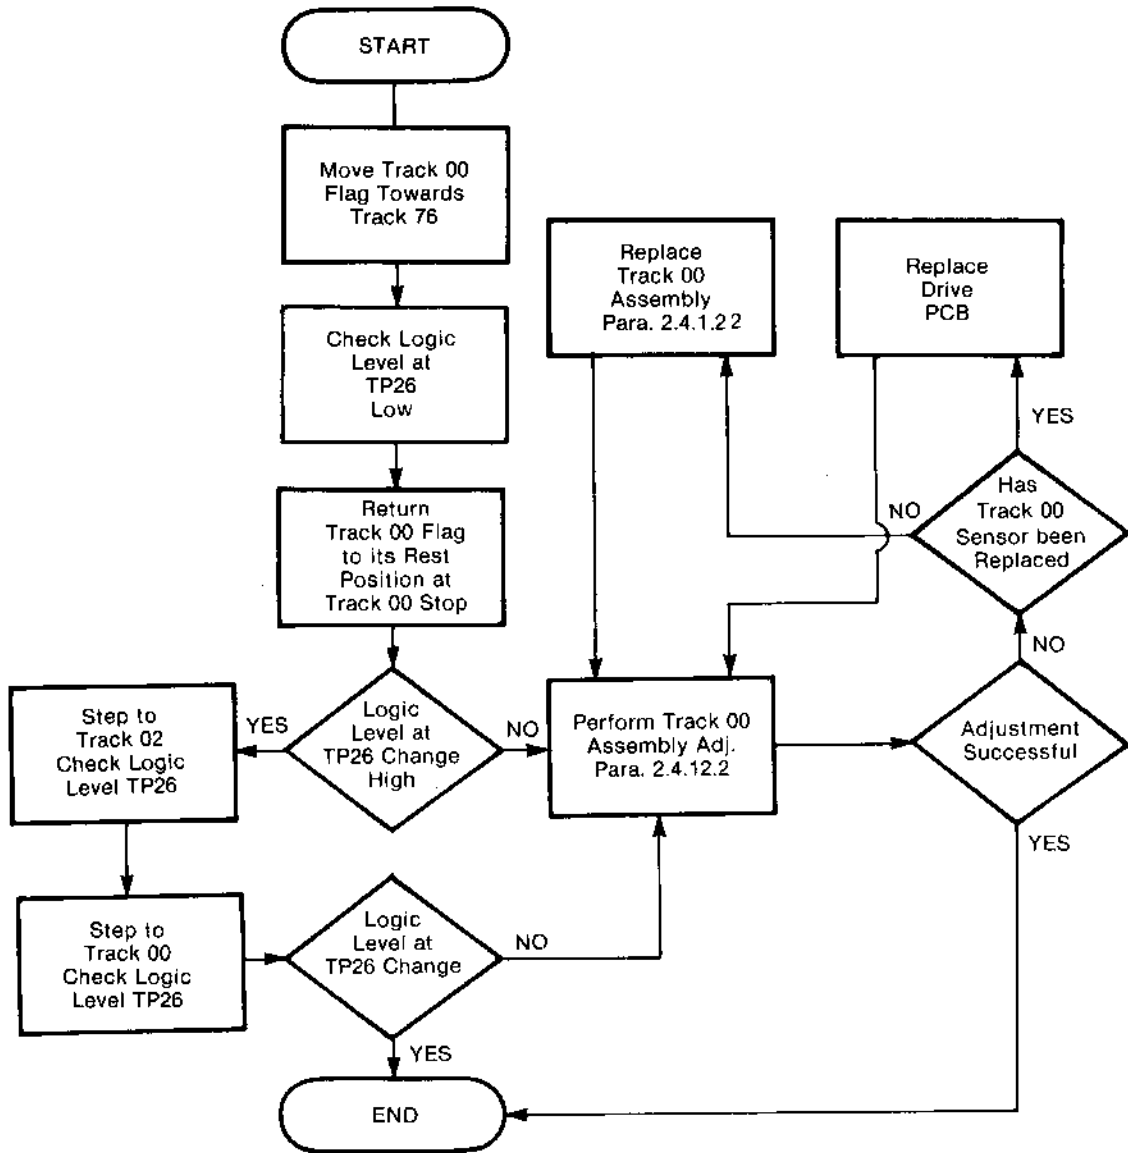 START
Move Track 00
Flag Towards
Track 76
Check Logic
Level at
TP26
Low
Return
Track 00 Flag
to its Rest
Position at
Track 00 Stop
Logic
Level at
TP26 Change
High
YES
NO
Step to
Track 02
Check Logic
Level TP26
Step to
Track 00
Check Logic
Level TP26
Logic
Level at
TP26 Change
NO
YES
END
Replace
Track 00
Assembly
Para. 2.4.1.22
Perform Track 00
Assembly Adj.
Para. 2.4.12.2
Replace
Drive
PCB
YES
Has
Track 00
Sensor been
Replaced
NO
NO
Adjustment
Successful
YES